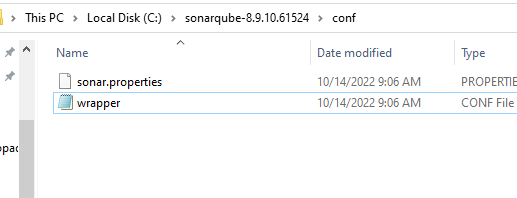 This PC > Local Disk (C:) > sonarqube-8.9.10.61524 > conf
Name Date modified Type
sonar.properties 10/14/2022 9:06 AM PROPERTIE
wrapper 10/14/2022 9:06 AM CONF File
opac